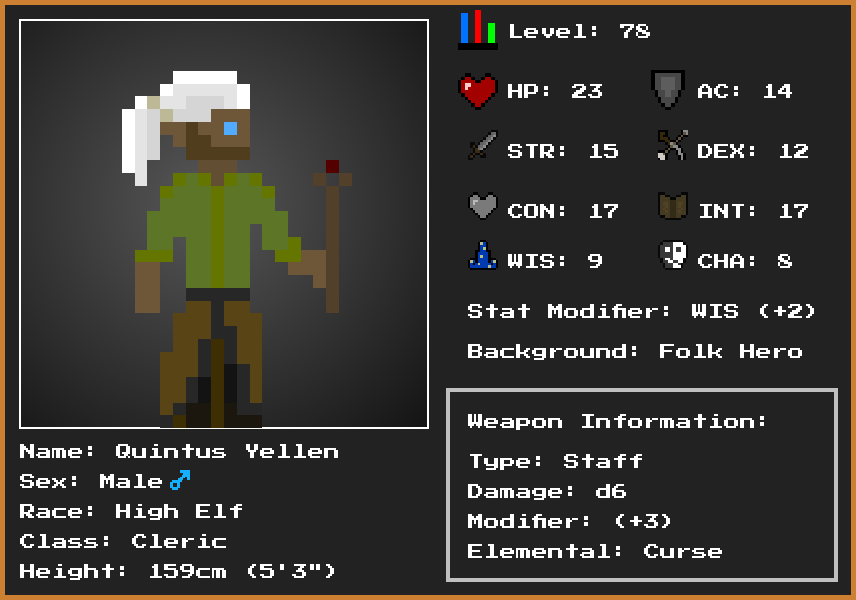 Level: 78
HP: 23
AC: 14
STR: 15
DEX: 12
CON: 17
INT: 17
WIS: 9
CHA: 8
Stat Modifier: WIS (+2)
Background: Folk Hero
Weapon Information:
Type: Staff
Damage: d6
Modifier: (+3)
Elemental: Curse
Name: Quintus Yellen
Sex: Male♂
Race: High Elf
Class: Cleric
Height: 159cm (5'3")